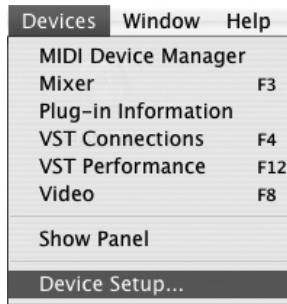 Devices Window Help
MIDI Device Manager
Mixer F3
Plug-in Information
VST Connections F4
VST Performance F12
Video F8
Show Panel
Device Setup...